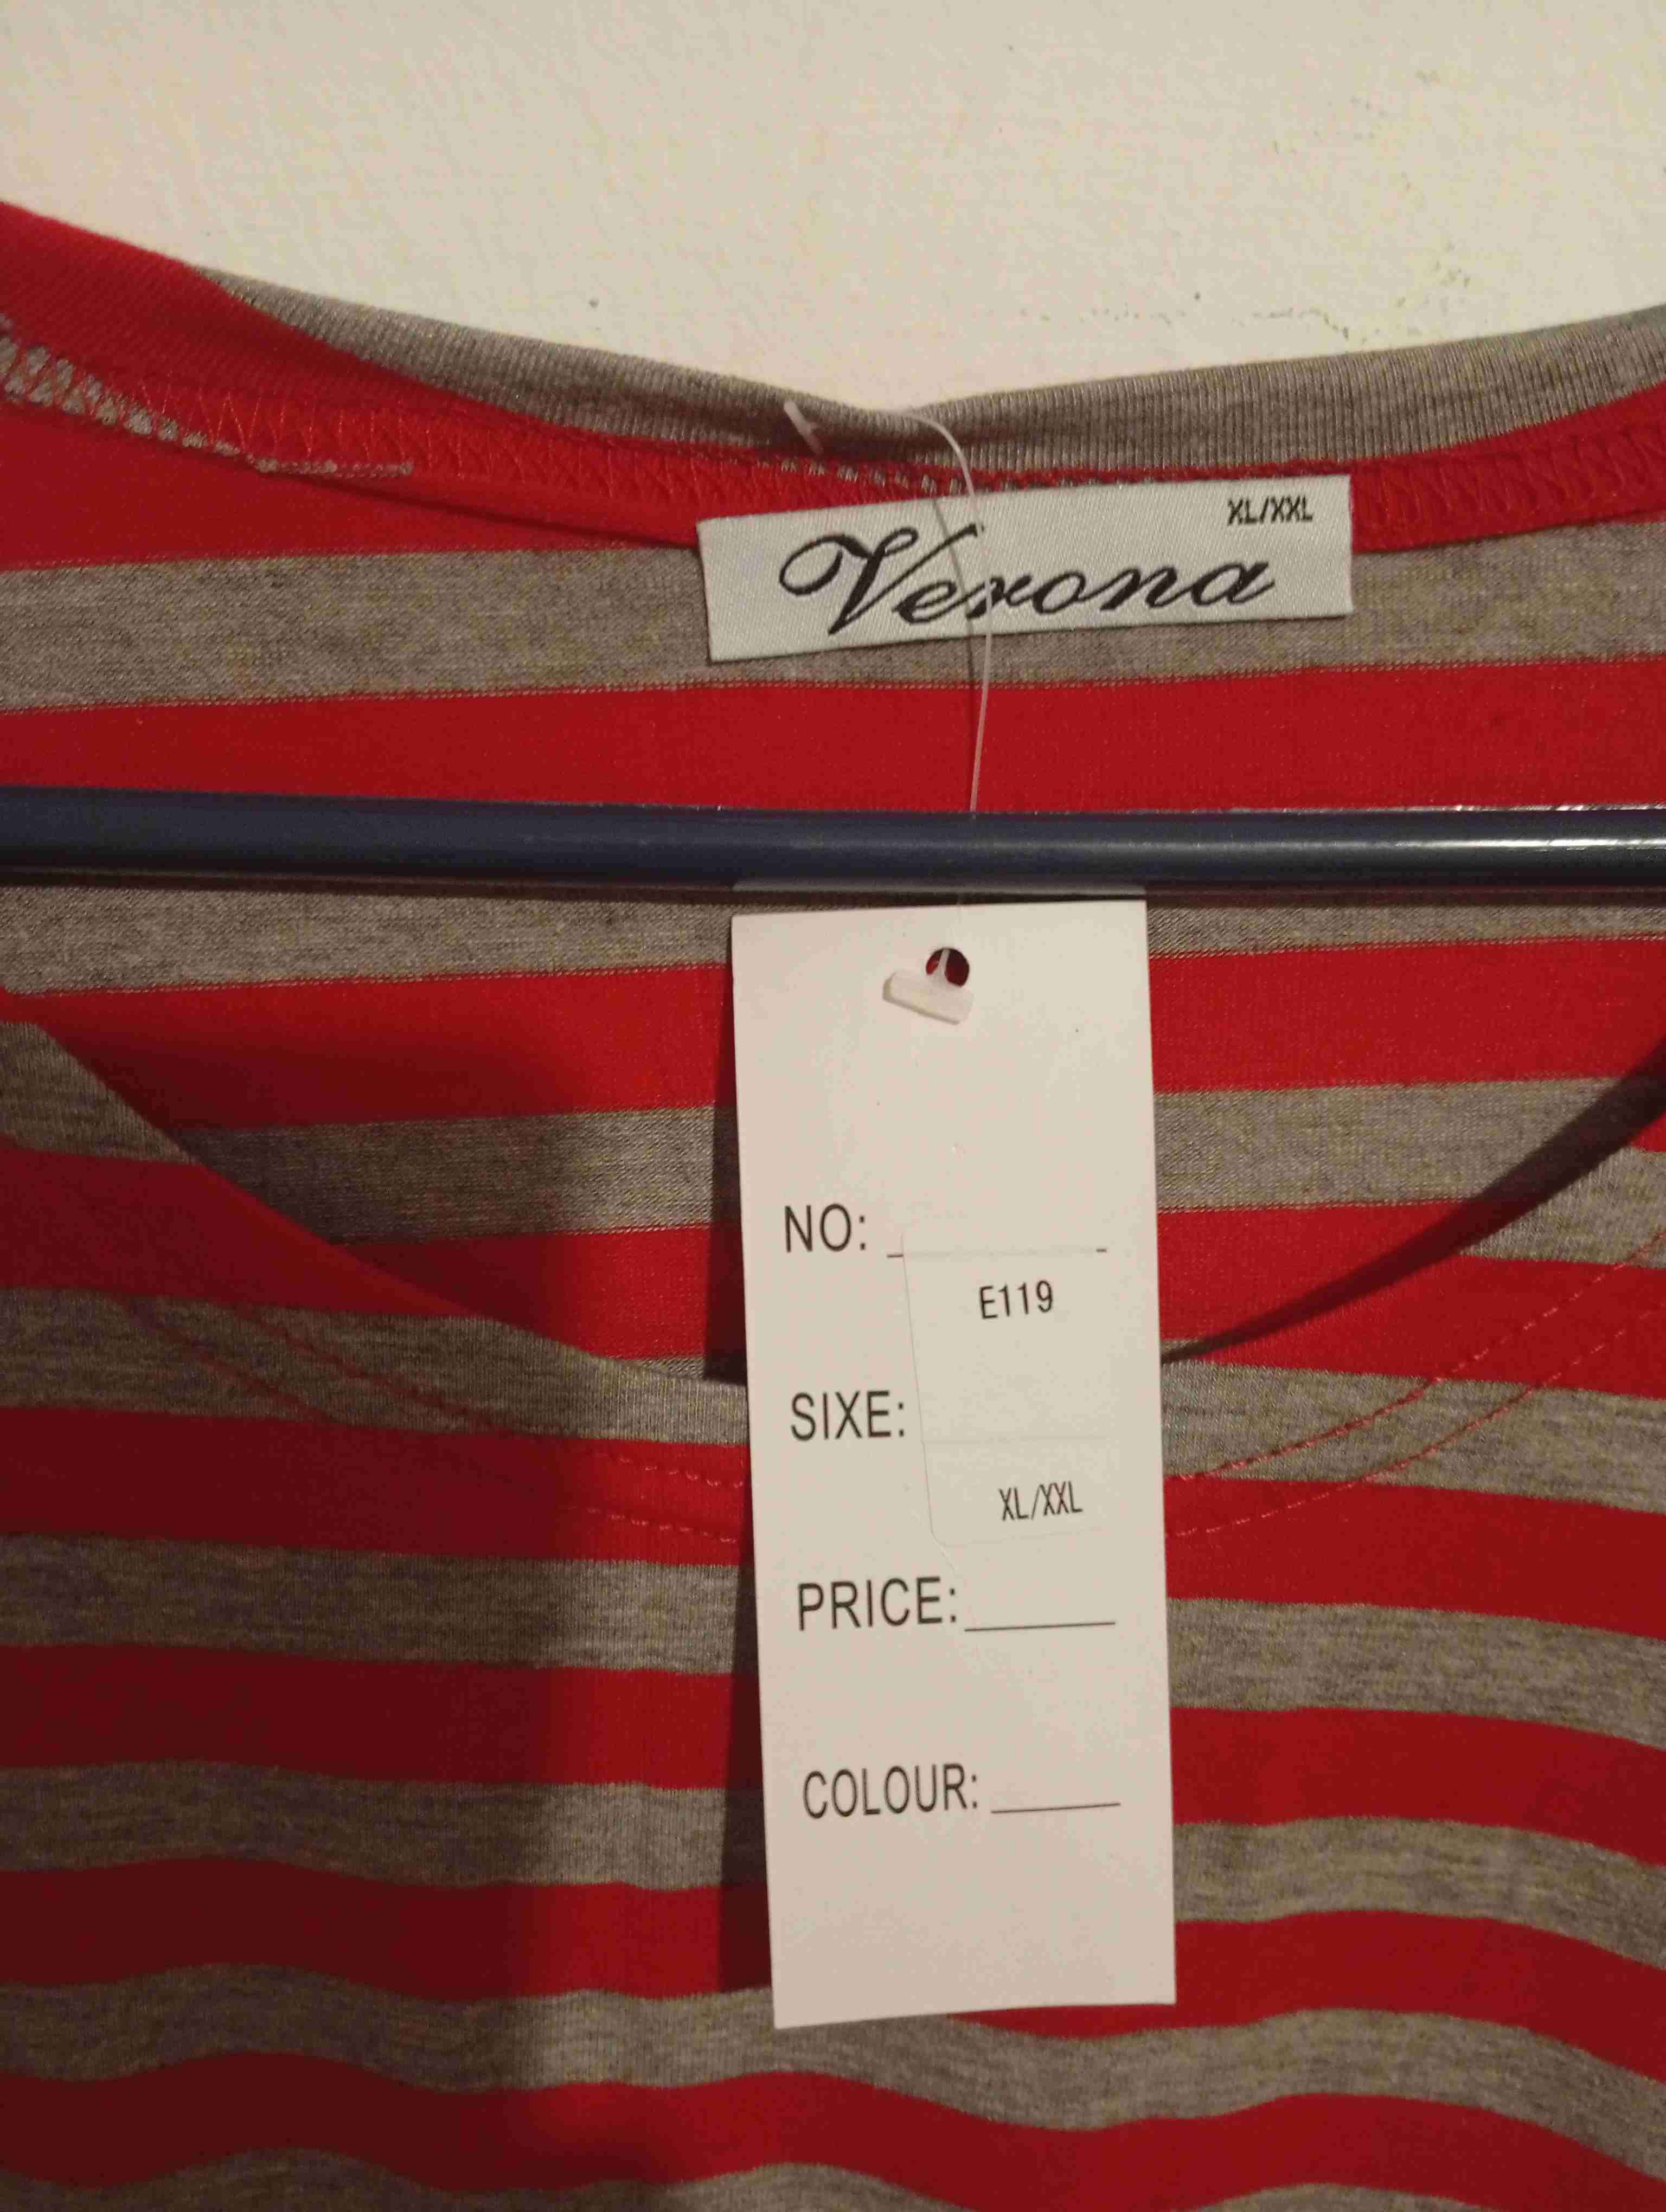 XL/XXL
Verona
NO:
E119
SIXE:
XL/XXL
PRICE:
COLOUR: